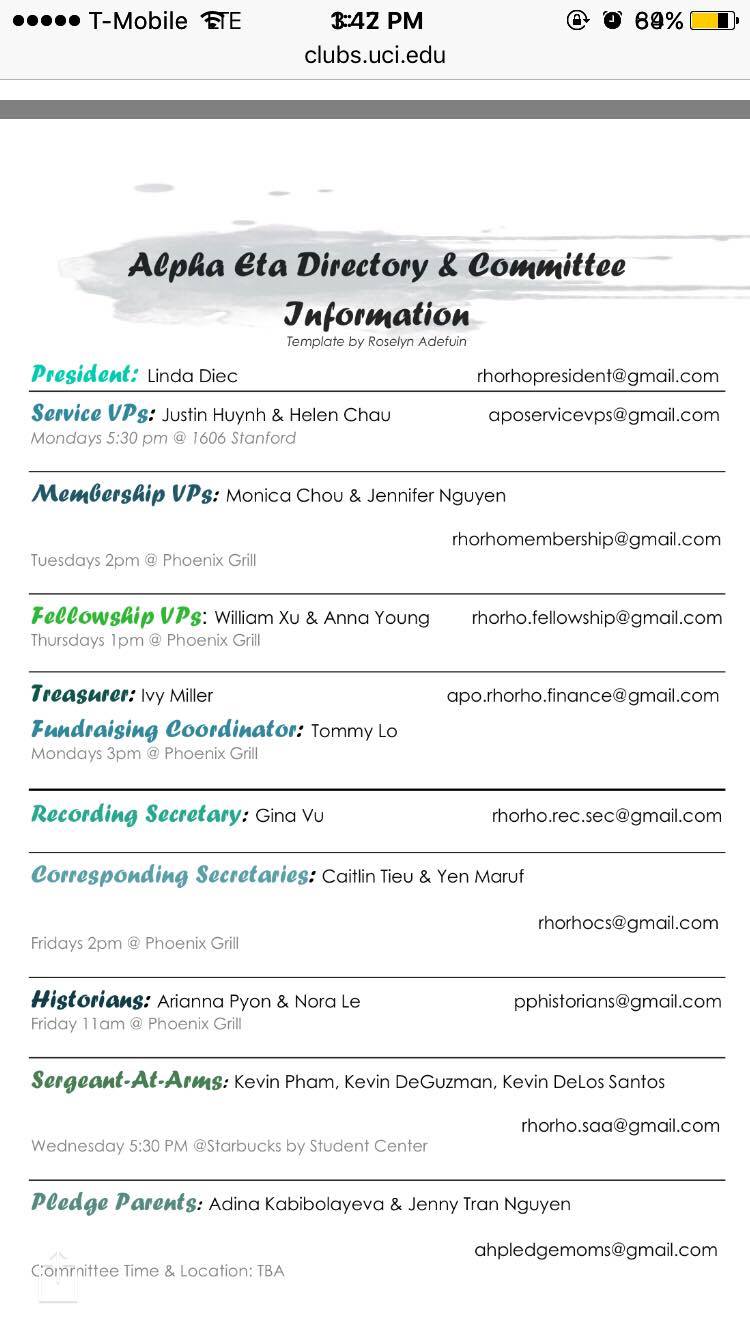 T-Mobile
PM
clubs.uci.edu
Alpha Eta Directory & Committee
Information
Template by Roselyn Adefuin
President: Linda Diec rhorhopresident@gmail.com
Service VPs: Justin Huynh & Helen Chau aposervicevps@gmail.com
Mondays 5:30 pm @ 1606 Stanford
Membership VPs: Monica Chou & Jennifer Nguyen
rhorhomembership@gmail.com
Tuesdays 2pm @ Phoenix Grill
Fellowship VPs: William Xu & Anna Young rhorho.fellowship@gmail.com
Thursdays 1pm @ Phoenix Grill
Treasurer: Ivy Miller apo.rhorho.finance@gmail.com
Fundraising Coordinator: Tommy Lo
Mondays 3pm @ Phoenix Grill
Recording Secretary: Gina Vu rhorho.rec.sec@gmail.com
Corresponding Secretaries: Caitlin Tieu & Yen Maruf
rhorhocs@gmail.com
Fridays 2pm @ Phoenix Grill
Historians: Arianna Pyon & Nora Le pphistorians@gmail.com
Friday 11am @ Phoenix Grill
Sergeant-At-Arms: Kevin Pham, Kevin DeGuzman, Kevin DeLos Santos
rhorho.saa@gmail.com
Wednesday 5:30 PM @Starbucks by Student Center
Pledge Parents: Adina Kabibolayeva & Jenny Tran Nguyen
ahpledgemoms@gmail.com
Committee Time & Location: TBA